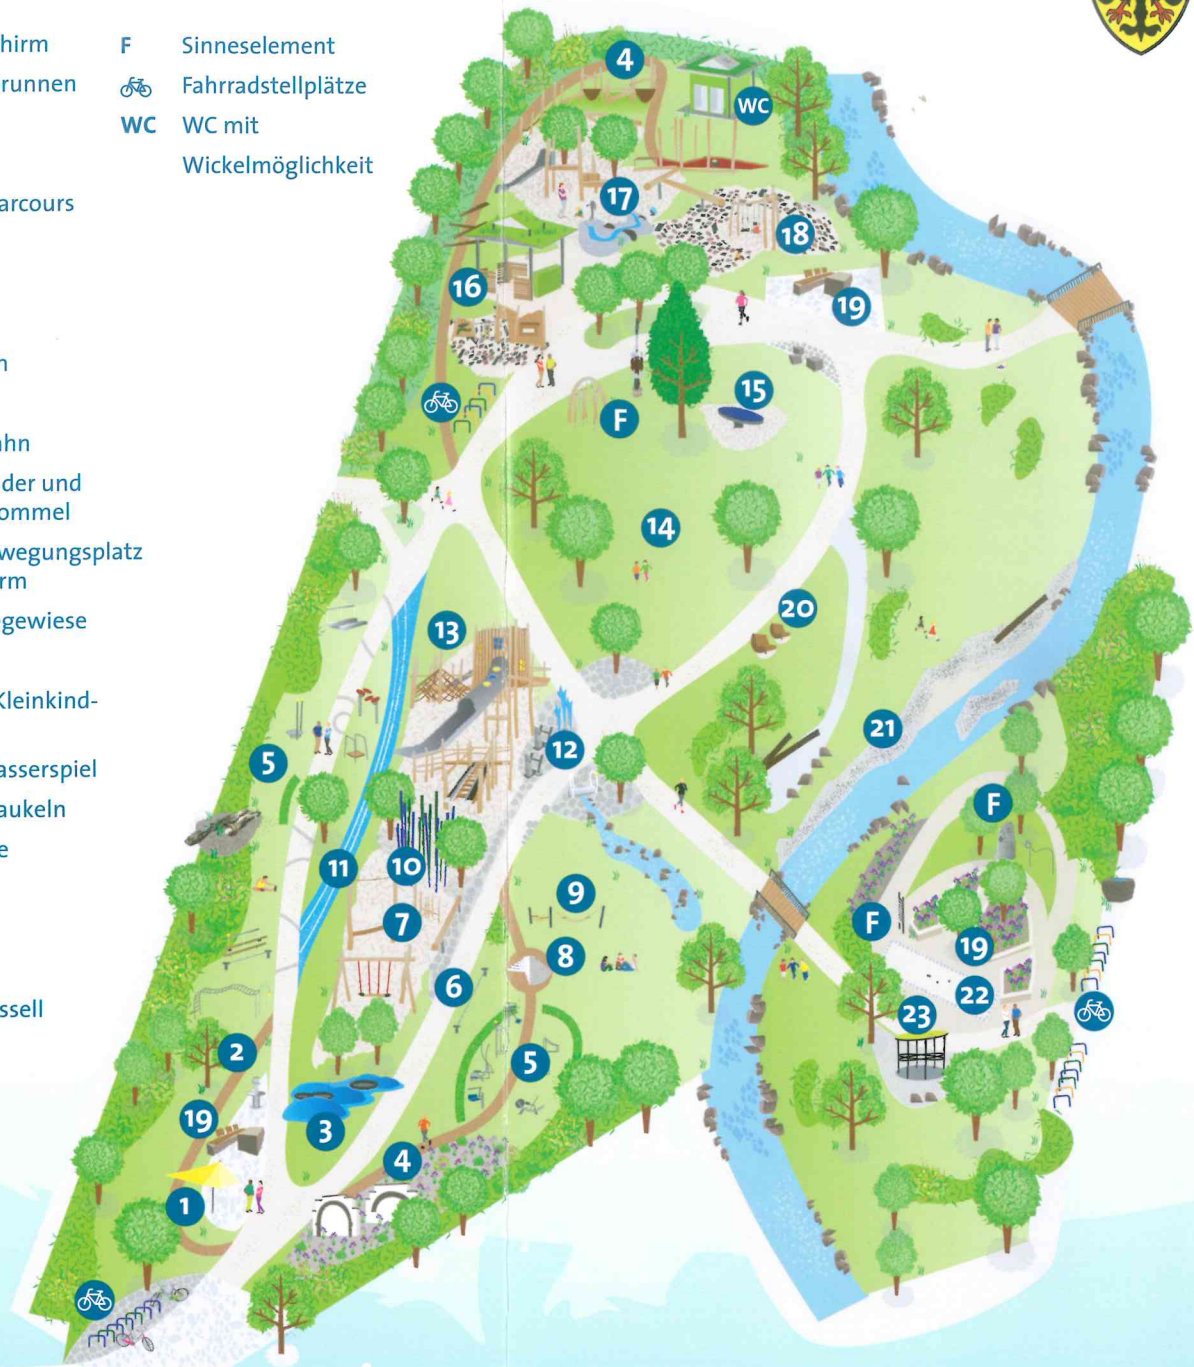 hirm
runnen
arcours
n
ahn
der und
ommel
wegungsplatz
rm
gewiese
Kleinkind-
asserspiel
aukeln
e
ssell
F Sinneselement
Fahrradstellplätze
WC WC mit
Wickelmöglichkeit
4
WC
17
18
16
19
15
F
14
13
20
5
12
21
F
11
10
9
7
F
19
8
6
22
23
2
5
19
3
4
1